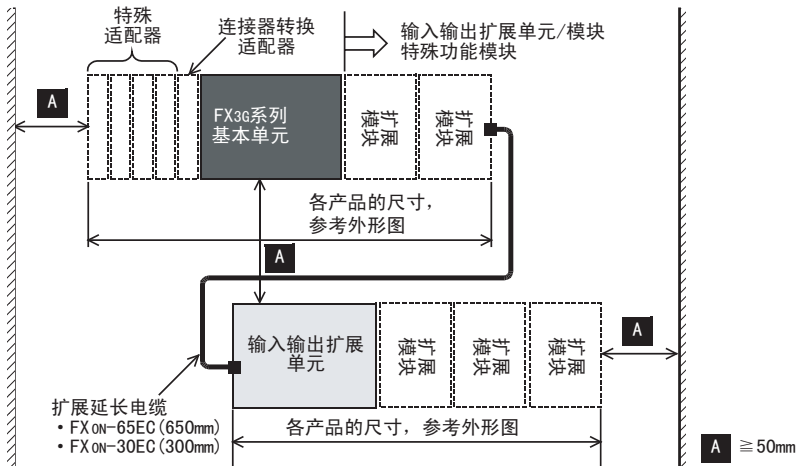 特殊
适配器
连接器转换
适配器
输入输出扩展单元/模块
特殊功能模块
A
FX3G系列
基本单元
扩展
模块
扩展
模块
各产品的尺寸，
参考外形图
A
输入输出扩展
单元
扩展
模块
扩展
模块
扩展
模块
A
扩展延长电缆
・FX0N-65EC(650mm)
・FX0N-30EC(300mm)
各产品的尺寸，参考外形图
A ≧50mm